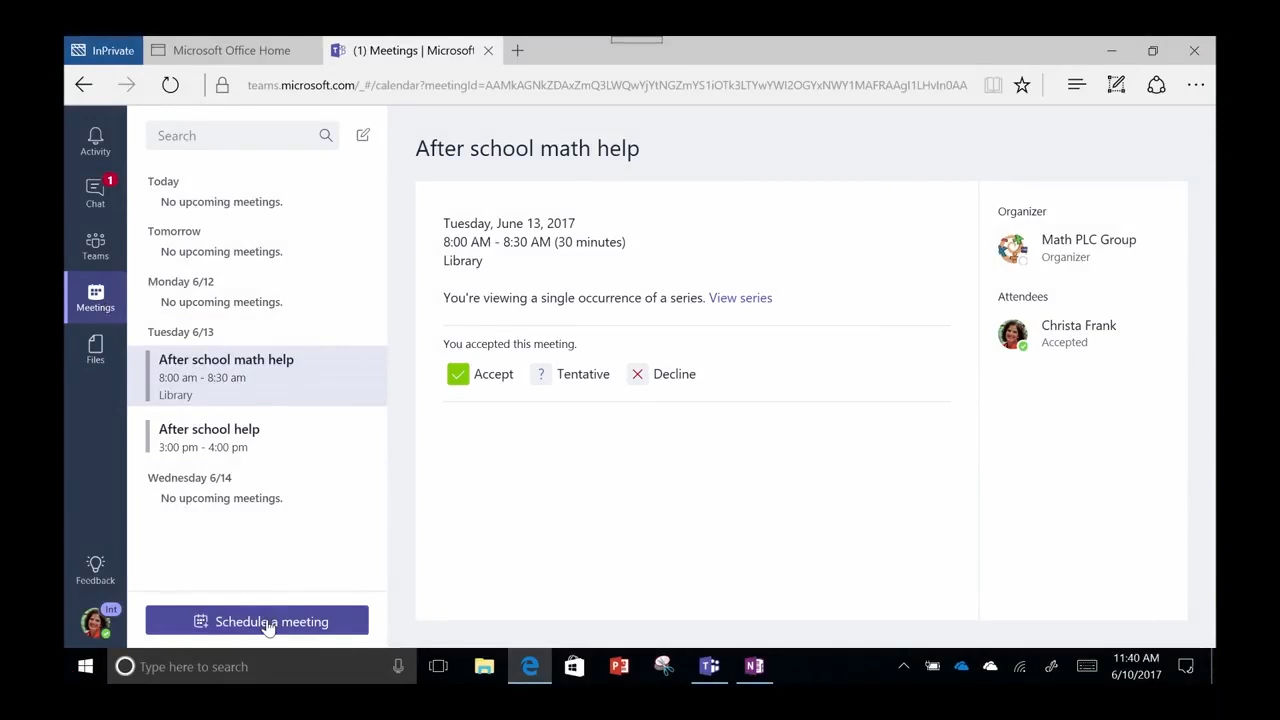 InPrivate
Microsoft Office Home
(1) Meetings | Microsoft
teams.microsoft.com/_#/calendar?meetingId=AAMkAGNkZDAxZmQ3LWQwYjYtNGZmYS1iOTk3LTYwYWI2OGYxNWY1MAFRAAgI1LHvIn0AA
Activity
1
Chat
Teams
Meetings
Files
Feedback
Int
Search
Today
No upcoming meetings.
Tomorrow
No upcoming meetings.
Monday 6/12
No upcoming meetings.
Tuesday 6/13
After school math help
8:00 am - 8:30 am
Library
After school help
3:00 pm - 4:00 pm
Wednesday 6/14
No upcoming meetings.
Schedule a meeting
After school math help
Tuesday, June 13, 2017
8:00 AM - 8:30 AM (30 minutes)
Library
You're viewing a single occurrence of a series. View series
You accepted this meeting.
Accept ? Tentative Decline
Organizer
Math PLC Group
Organizer
Attendees
Christa Frank
Accepted
Type here to search
11:40 AM
6/10/2017